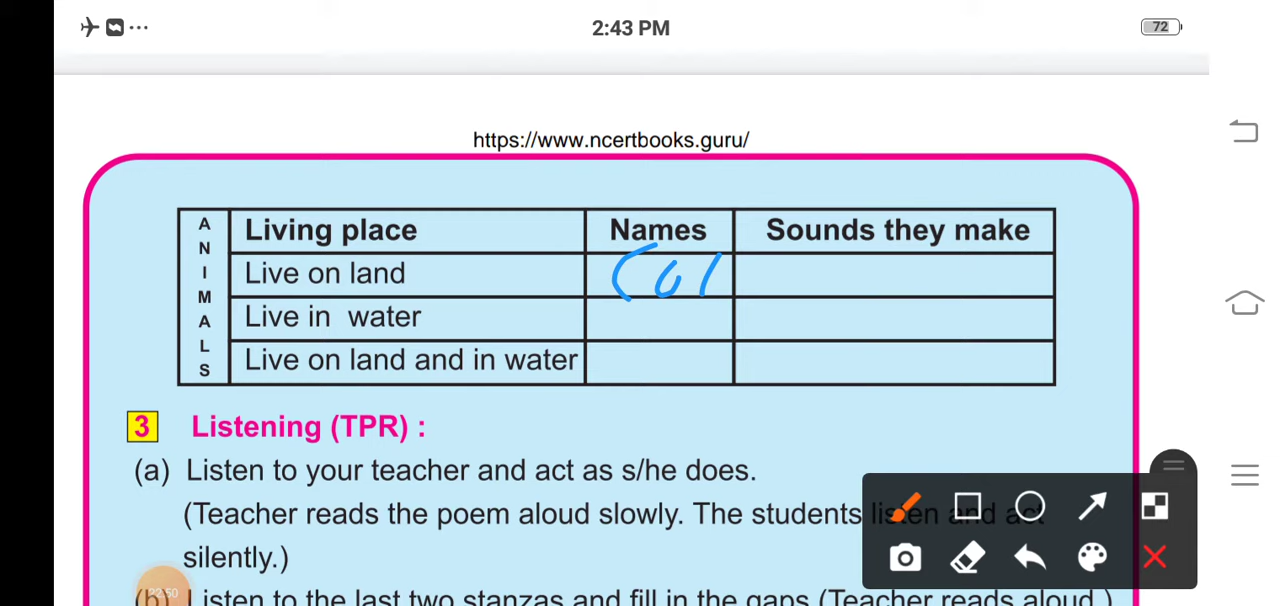 2:43 PM
72
https://www.ncertbooks.guru/
ANIMALS
Living place Names Sounds they make
Live on land
Live in water
Live on land and in water
3 Listening (TPR) :
(a) Listen to your teacher and act as s/he does.
(Teacher reads the poem aloud slowly. The students listen and act
silently.)
(b) Listen to the last two stanzas and fill in the gaps (Teacher reads aloud.)